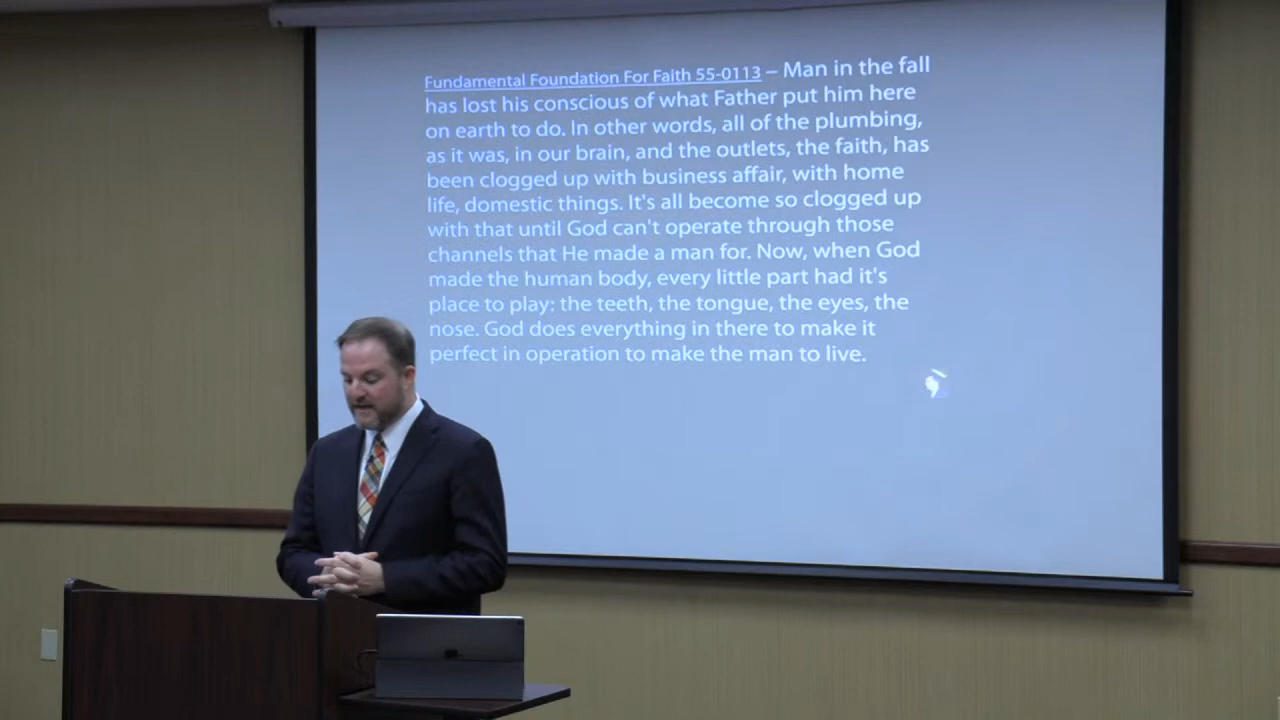 Fundamental Foundation For Faith 55-0113 – Man in the fall
has lost his conscious of what Father put him here
on earth to do. In other words, all of the plumbing,
as it was, in our brain, and the outlets, the faith, has
been clogged up with business affair, with home
life, domestic things. It's all become so clogged up
with that until God can't operate through those
channels that He made a man for. Now, when God
made the human body, every little part had it's
place to play: the teeth, the tongue, the eyes, the
nose. God does everything in there to make it
perfect in operation to make the man to live.